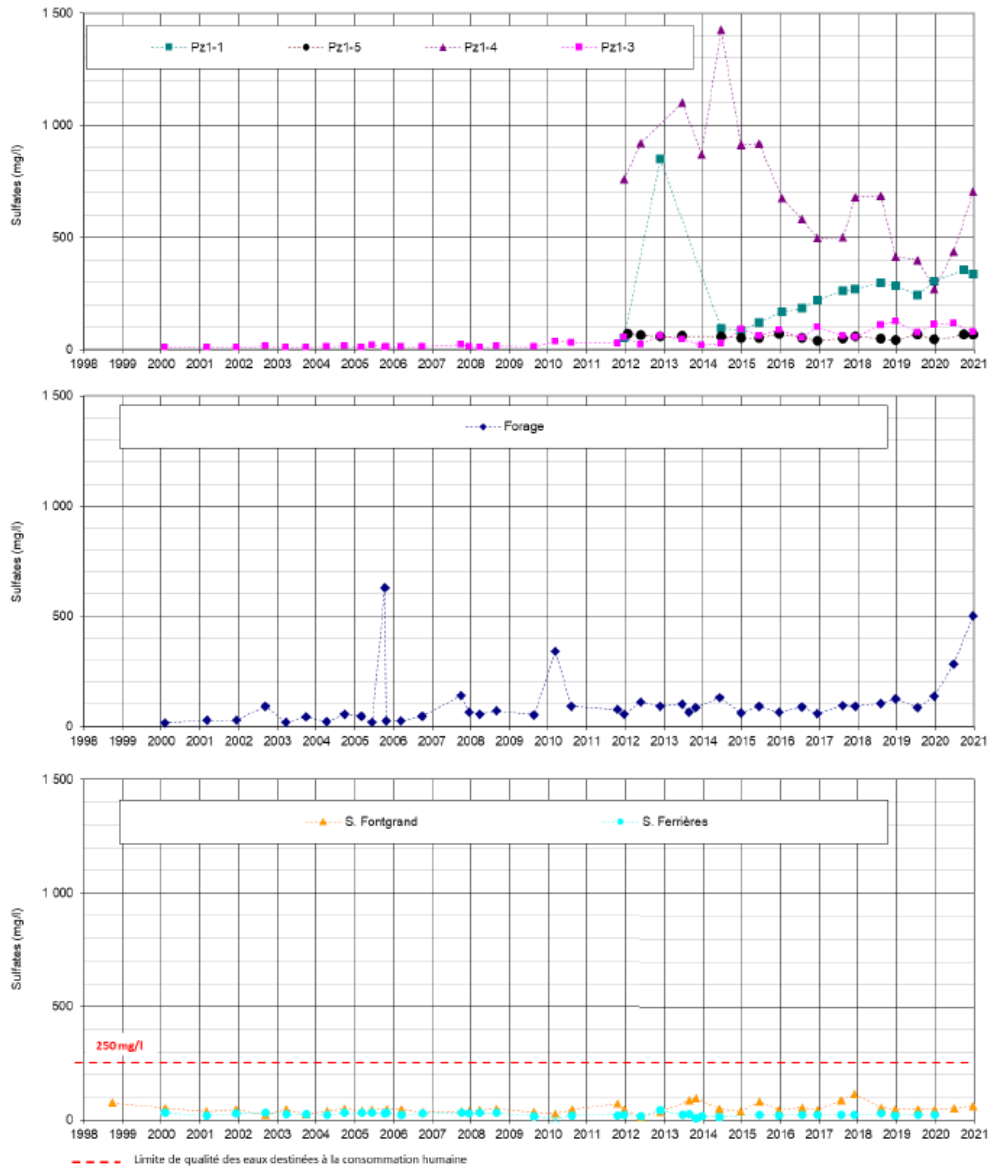 1 500
Pz1-1 Pz1-5 Pz1-4 Pz1-3
1 000
Sulfates (mg/l)
500
0
1998 1999 2000 2001 2002 2003 2004 2005 2006 2007 2008 2009 2010 2011 2012 2013 2014 2015 2016 2017 2018 2019 2020 2021
1 500
Forage
1 000
Sulfates (mg/l)
500
0
1998 1999 2000 2001 2002 2003 2004 2005 2006 2007 2008 2009 2010 2011 2012 2013 2014 2015 2016 2017 2018 2019 2020 2021
1 500
S. Fontgrand S. Ferrières
1 000
Sulfates (mg/l)
500
250 mg/l
0
1998 1999 2000 2001 2002 2003 2004 2005 2006 2007 2008 2009 2010 2011 2012 2013 2014 2015 2016 2017 2018 2019 2020 2021
Limite de qualité des eaux destinées à la consommation humaine